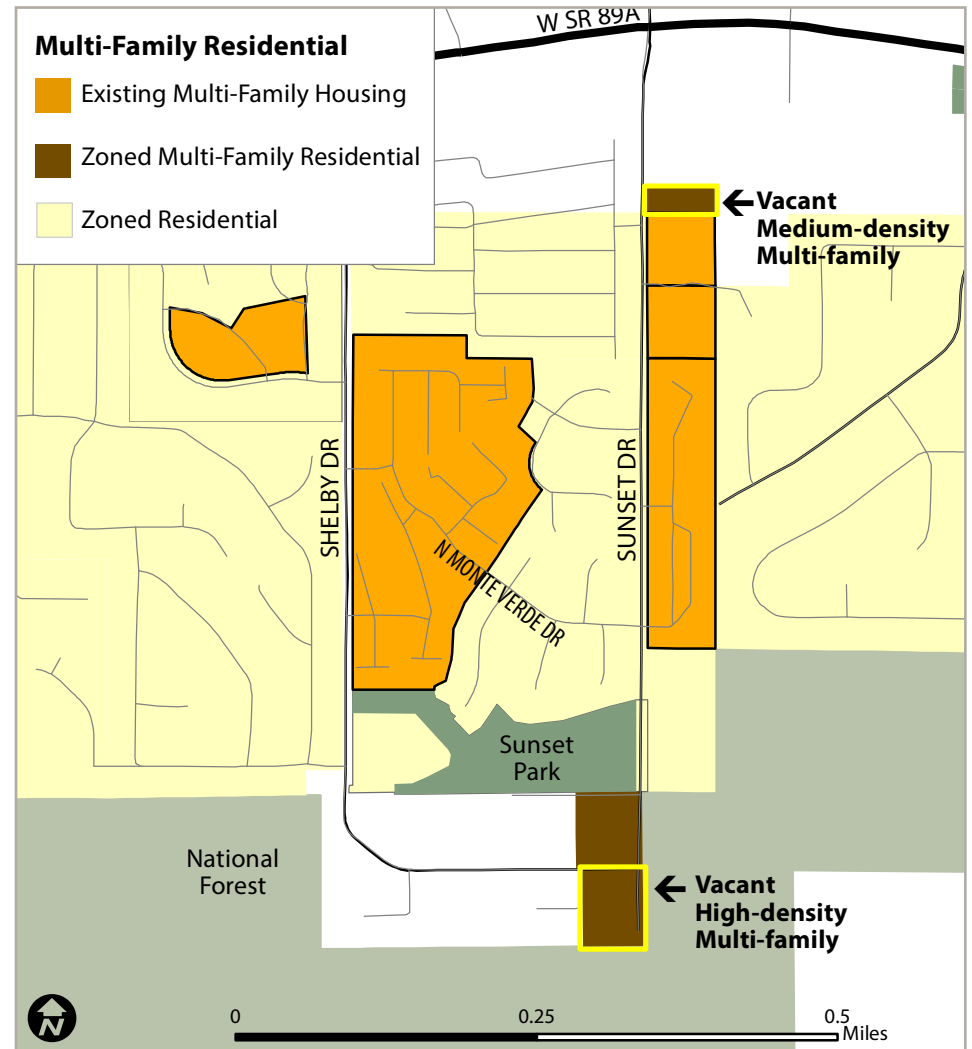 W SR 89A
Multi-Family Residential
Existing Multi-Family Housing
Zoned Multi-Family Residential
Zoned Residential
Vacant
Medium-density
Multi-family
SHELBY DR
SUNSET DR
N MONTE VERDE DR
Sunset
Park
National
Forest
Vacant
High-density
Multi-family
N
0 0.25 0.5
Miles